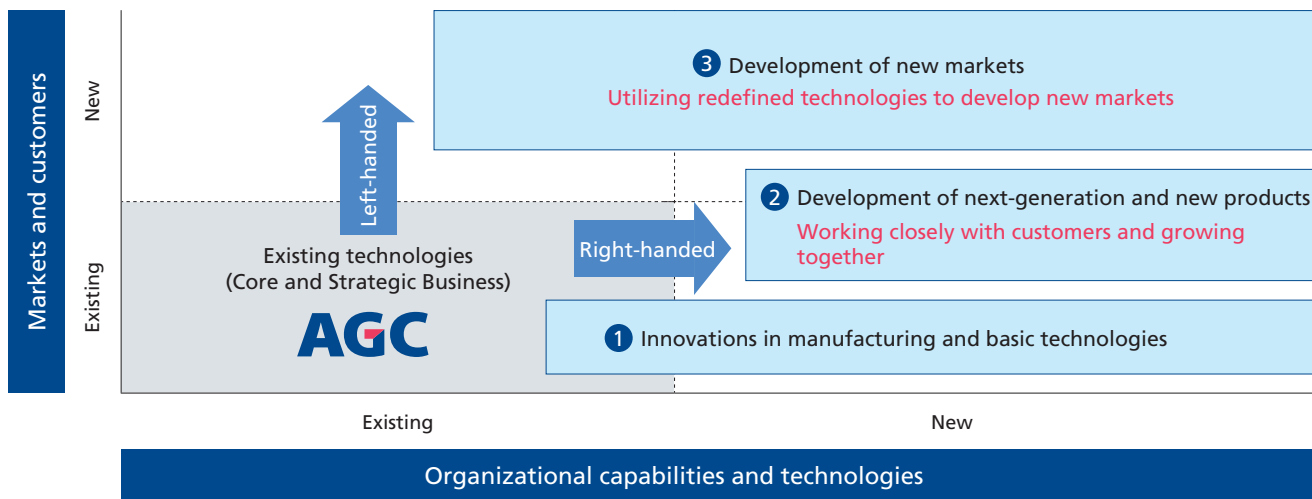 Markets and customers
New
Existing
3 Development of new markets
Utilizing redefined technologies to develop new markets
Left-handed
2 Development of next-generation and new products
Working closely with customers and growing
together
Right-handed
Existing technologies
(Core and Strategic Business)
AGC
1 Innovations in manufacturing and basic technologies
Existing
New
Organizational capabilities and technologies